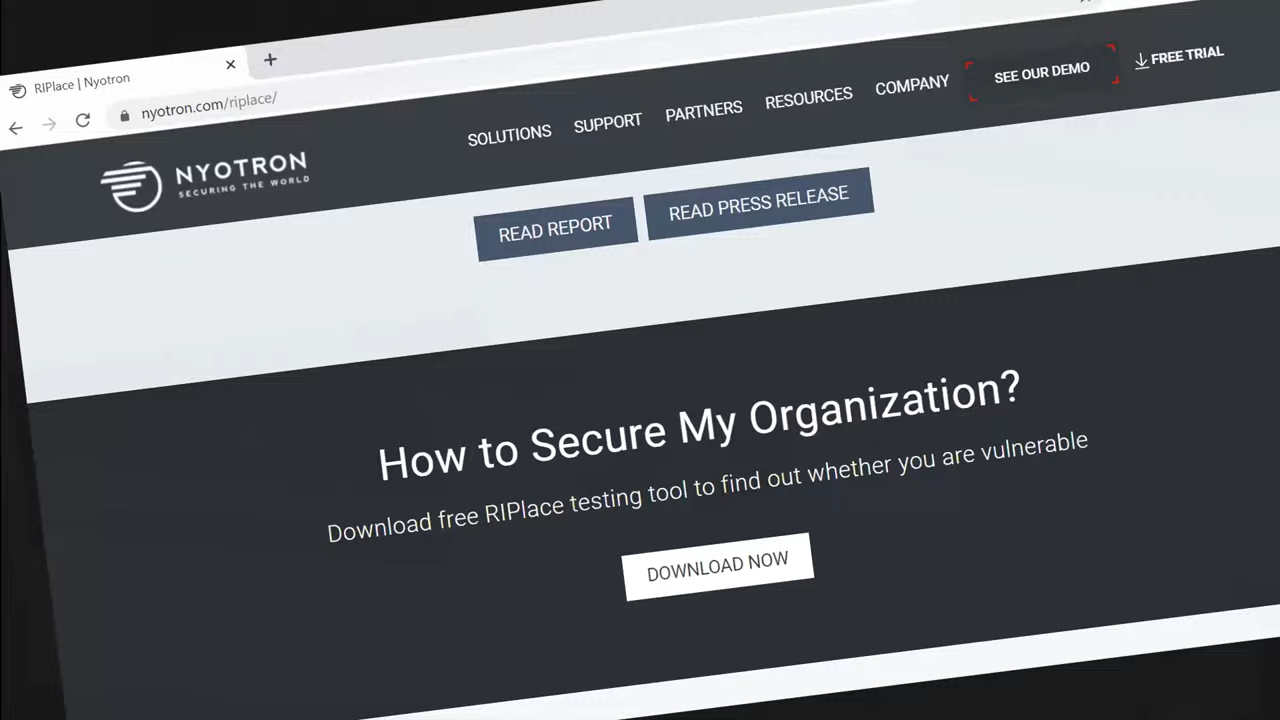 RIPlace | Nyotron
nyotron.com/riplace/
NYOTRON
SECURING THE WORLD
SOLUTIONS SUPPORT PARTNERS RESOURCES COMPANY SEE OUR DEMO FREE TRIAL
READ REPORT READ PRESS RELEASE
How to Secure My Organization?
Download free RIPlace testing tool to find out whether you are vulnerable
DOWNLOAD NOW